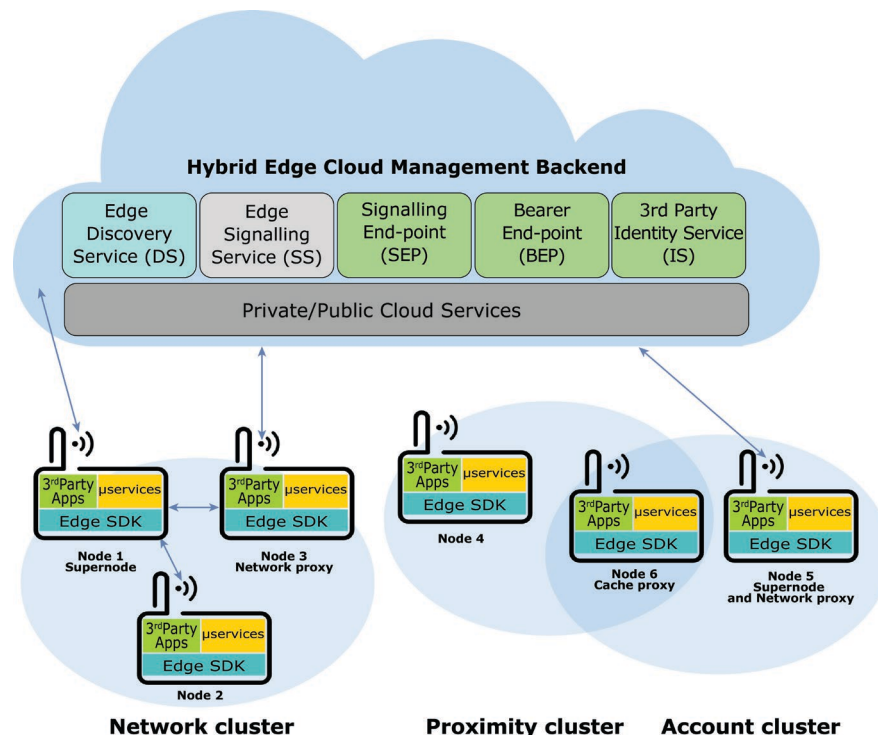 Hybrid Edge Cloud Management Backend
Edge
Discovery
Service (DS)
Edge
Signalling
Service (SS)
Signalling
End-point
(SEP)
Bearer
End-point
(BEP)
3rd Party
Identity Service
(IS)
Private/Public Cloud Services
3rdParty
Apps
µservices
Edge SDK
Node 1
Supernode
3rdParty
Apps
µservices
Edge SDK
Node 3
Network proxy
3rdParty
Apps
µservices
Edge SDK
Node 2
3rdParty
Apps
µservices
Edge SDK
Node 4
3rdParty
Apps
µservices
Edge SDK
Node 6
Cache proxy
3rdParty
Apps
µservices
Edge SDK
Node 5
Supernode
and Network proxy
Network cluster
Proximity cluster
Account cluster